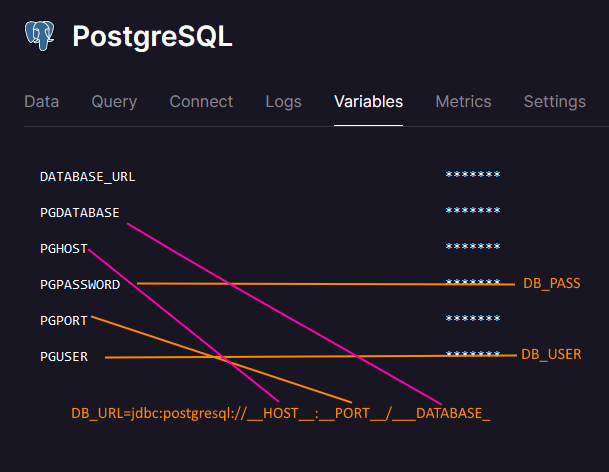 PostgreSQL
Data Query Connect Logs Variables Metrics Settings
DATABASE_URL *******
PGDATABASE *******
PGHOST *******
PGPASSWORD ******* DB_PASS
PGPORT *******
PGUSER ******* DB_USER
DB_URL=jdbc:postgresql://__HOST__:__PORT__/___DATABASE_